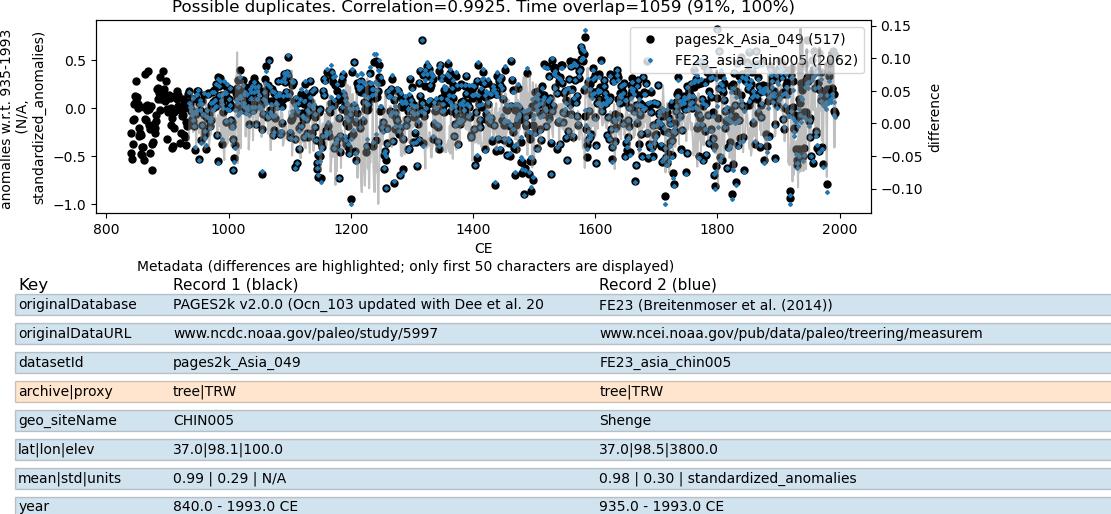 Possible duplicates. Correlation=0.9925. Time overlap=1059 (91%, 100%)
anomalies w.r.t. 935-1993
(N/A,
standardized_anomalies)
0.5
0.0
−0.5
−1.0
pages2k_Asia_049 (517)
FE23_asia_chin005 (2062)
0.15
0.10
0.05
0.00
−0.05
−0.10
difference
800 1000 1200 1400 1600 1800 2000
CE
Metadata (differences are highlighted; only first 50 characters are displayed)
Key Record 1 (black) Record 2 (blue)
originalDatabase PAGES2k v2.0.0 (Ocn_103 updated with Dee et al. 20 FE23 (Breitenmoser et al. (2014))
originalDataURL www.ncdc.noaa.gov/paleo/study/5997 www.ncei.noaa.gov/pub/data/paleo/treering/measurem
datasetId pages2k_Asia_049 FE23_asia_chin005
archive|proxy tree|TRW tree|TRW
geo_siteName CHIN005 Shenge
lat|lon|elev 37.0|98.1|100.0 37.0|98.5|3800.0
mean|std|units 0.99 | 0.29 | N/A 0.98 | 0.30 | standardized_anomalies
year 840.0 - 1993.0 CE 935.0 - 1993.0 CE